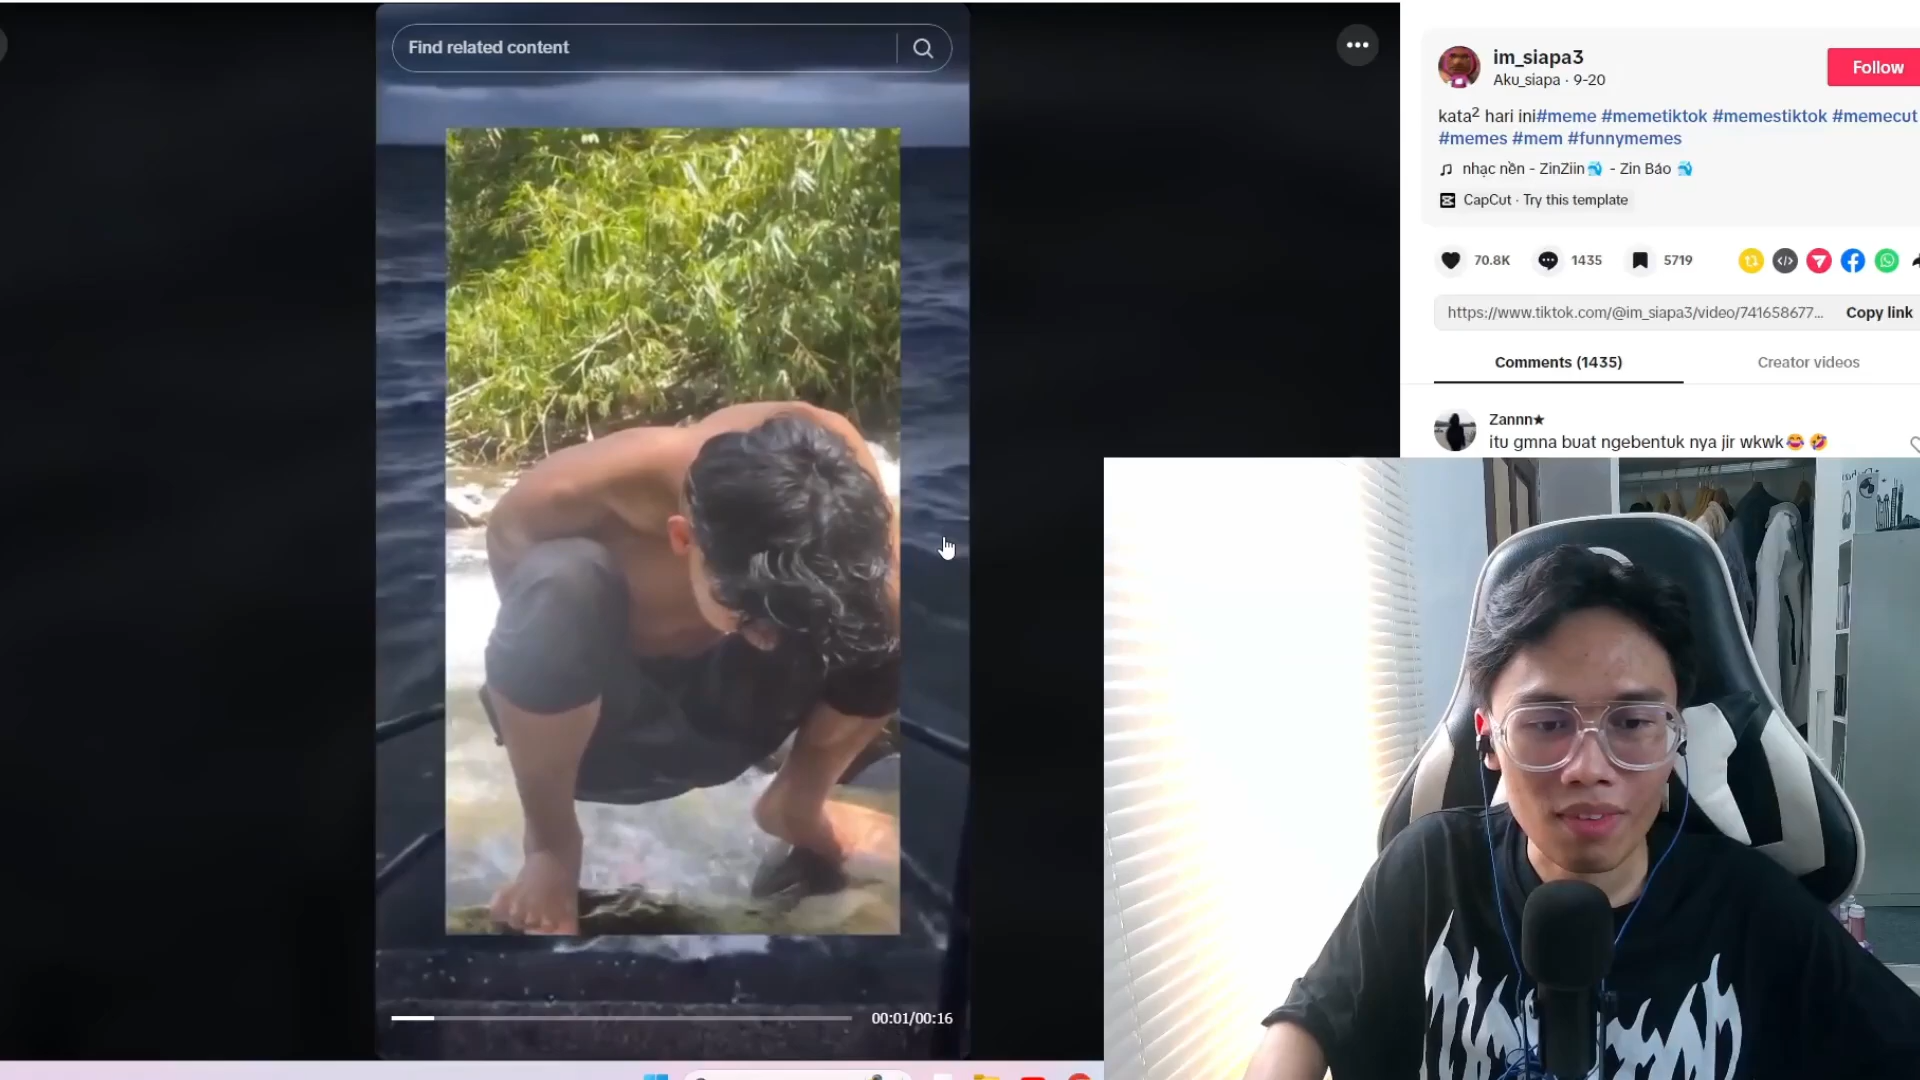 Find related content
im_siapa3
Aku_siapa · 9-20
Follow
kata² hari ini#meme #memetiktok #memestiktok #memecut
#memes #mem #funnymemes
nhạc nền - ZinZiin - Zin Báo
CapCut · Try this template
70.8K
1435
5719
https://www.tiktok.com/@im_siapa3/video/741658677...
Copy link
Comments (1435)
Creator videos
Zannn★
itu gmna buat ngebentuk nya jir wkwk😂🤣
00:01/00:16